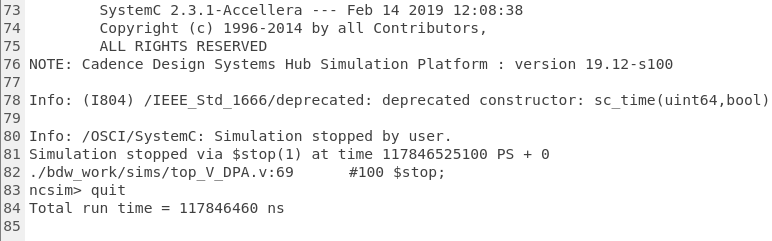 73         SystemC 2.3.1-Accellera --- Feb 14 2019 12:08:38
74         Copyright (c) 1996-2014 by all Contributors,
75         ALL RIGHTS RESERVED
76 NOTE: Cadence Design Systems Hub Simulation Platform : version 19.12-s100
77
78 Info: (I804) /IEEE_Std_1666/deprecated: deprecated constructor: sc_time(uint64,bool)
79
80 Info: /OSCI/SystemC: Simulation stopped by user.
81 Simulation stopped via $stop(1) at time 117846525100 PS + 0
82 ./bdw_work/sims/top_V_DPA.v:69      #100 $stop;
83 ncsim> quit
84 Total run time = 117846460 ns
85